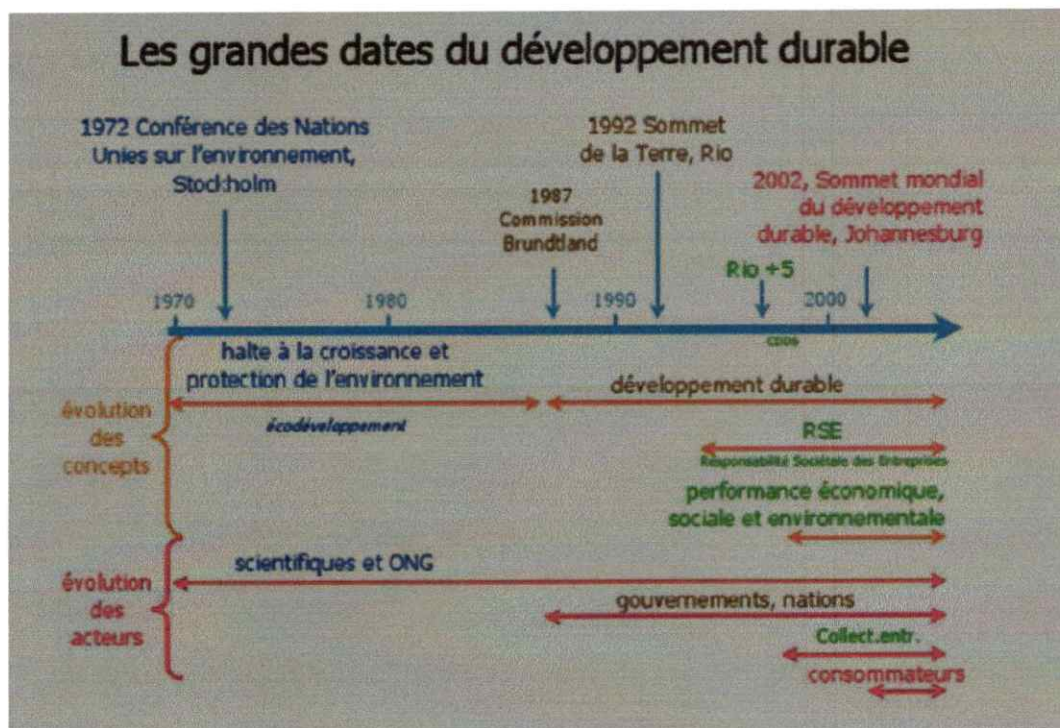 Les grandes dates du développement durable
1972 Conférence des Nations
Unies sur l'environnement,
Stockholm
1987
Commission
Brundtland
1992 Sommet
de la Terre, Rio
2002, Sommet mondial
du développement
durable, Johannesburg
Rio +5
1970
1980
1990
2000
halte à la croissance et
protection de l'environnement
développement durable
écodéveloppement
évolution
des
concepts
RSE
Responsabilité Sociétale des Entreprises
performance économique,
sociale et environnementale
scientifiques et ONG
évolution
des
acteurs
gouvernements, nations
Collect.entr.
consommateurs